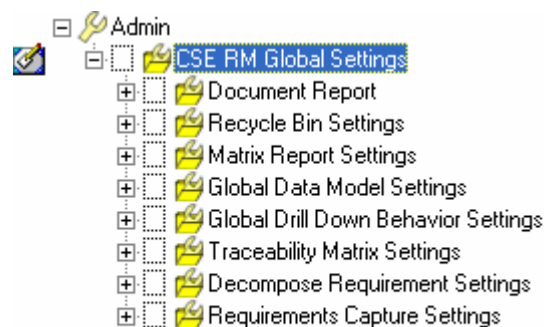 Admin
CSE RM Global Settings
Document Report
Recycle Bin Settings
Matrix Report Settings
Global Data Model Settings
Global Drill Down Behavior Settings
Traceability Matrix Settings
Decompose Requirement Settings
Requirements Capture Settings